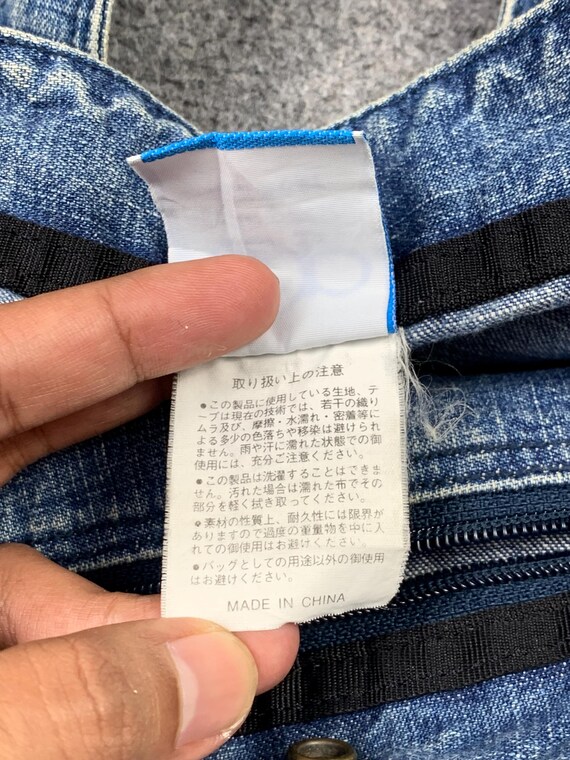 取り扱い上の注意
●この製品に使用している生地、テ
ープは現在の技術では、若干の織り
ムラ及び、摩擦・水濡れ・密着等に
よる多少の色落ちや移染は避けられ
ません。雨や汗に濡れた状態での御
使用には、充分ご注意ください。
●この製品は洗濯することはできま
せん。汚れた場合は濡れた布でその
部分を軽く拭き取ってください。
●素材の性質上、耐久性には限界が
ありますので過度の重量物を中に入
れての御使用はお避けください。
●バッグとしての用途以外の御使用
はお避けください。
MADE IN CHINA